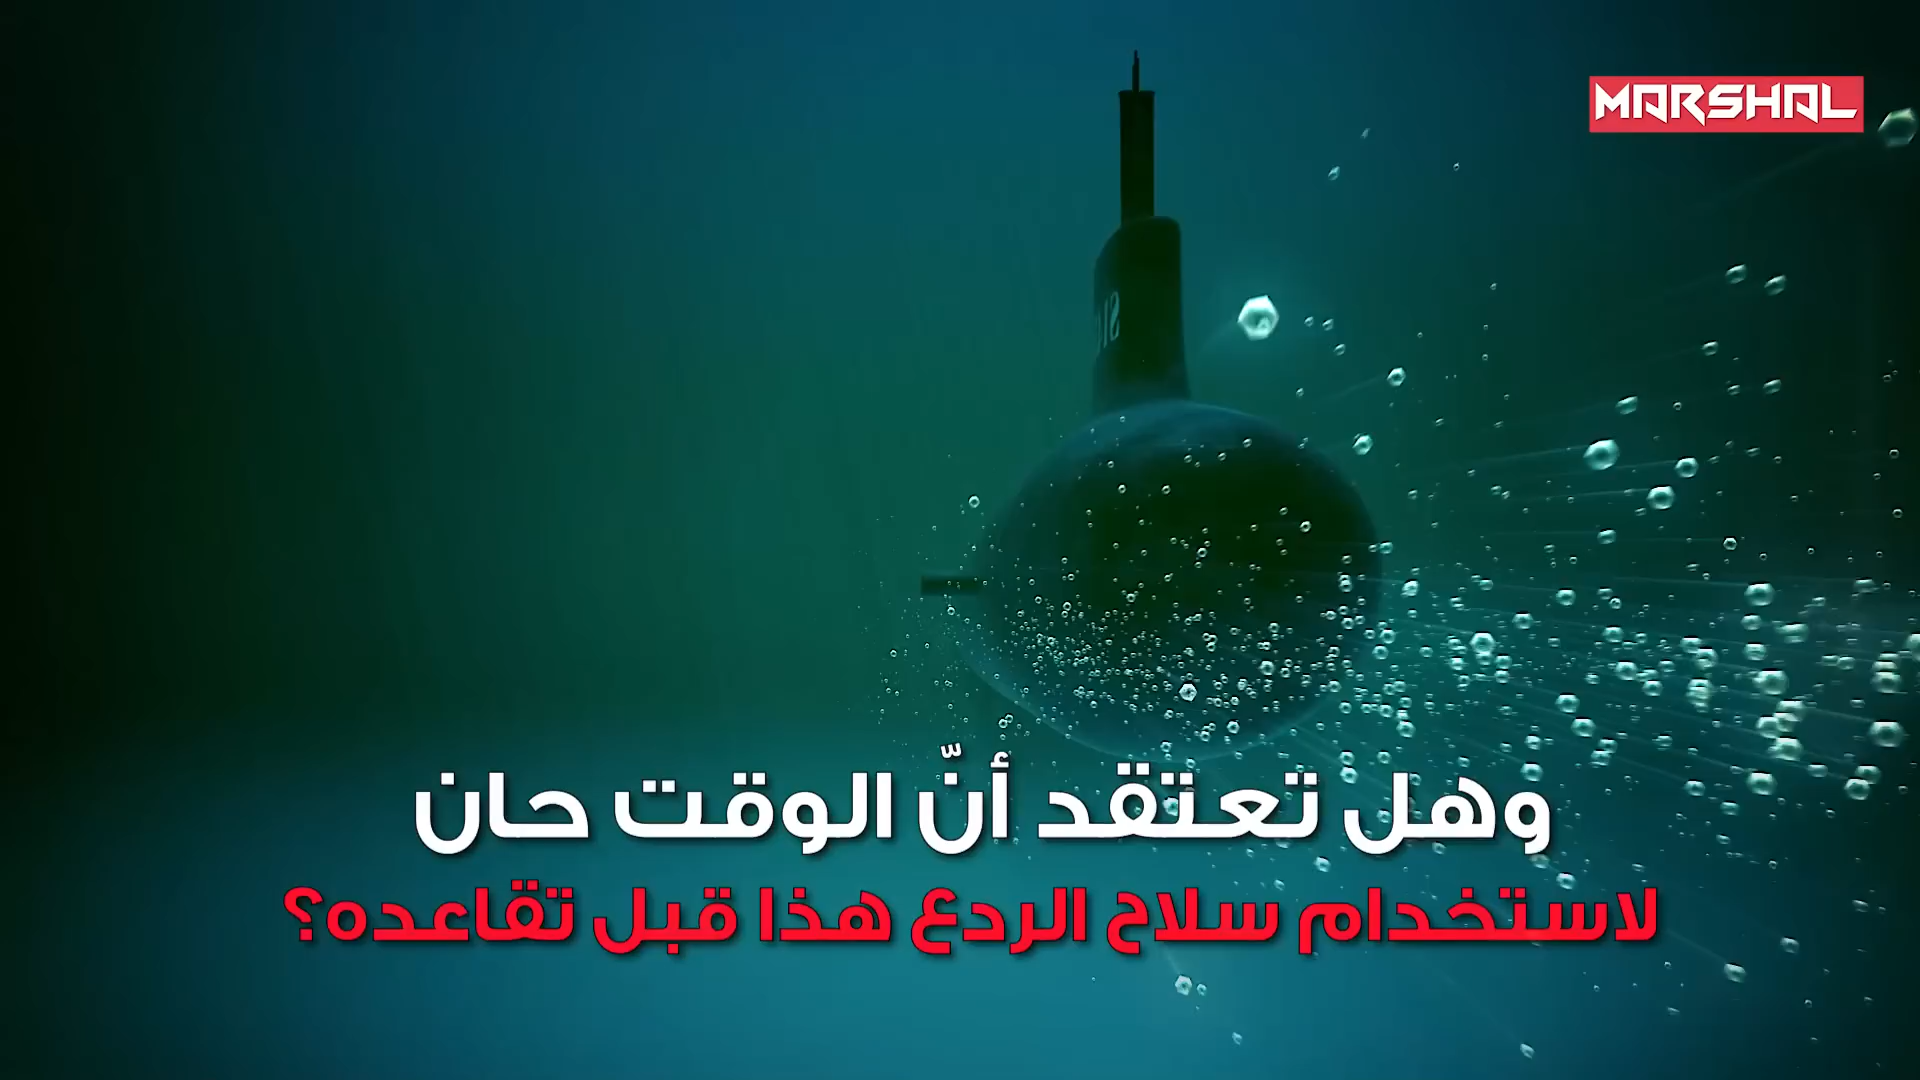 MARSHAL
وهل تعتقد أنّ الوقت حان
لاستخدام سلاح الردع هذا قبل تقاعده؟